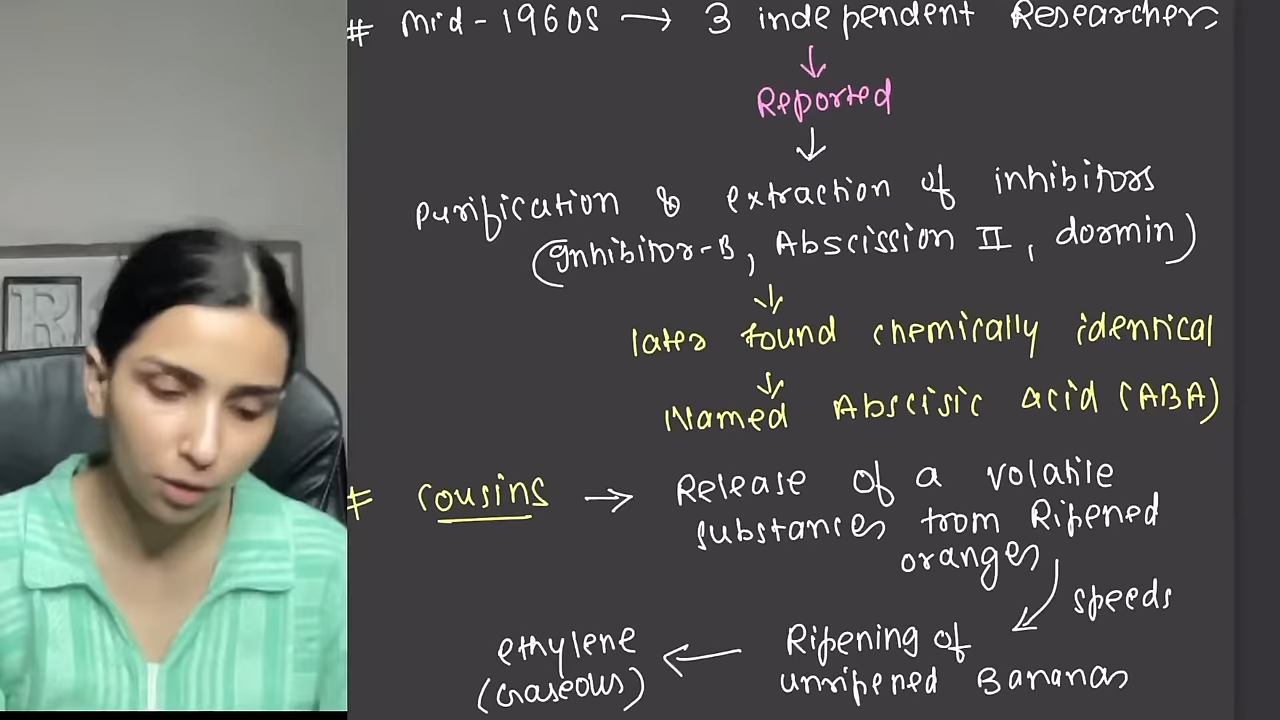 # Mid-1960s → 3 independent Researchers
↓
Reported
↓
Purification & extraction of inhibitors
(Inhibitor-B, Abscission II, dormin)
↓
later found chemically identical
↓
Named Abscisic acid (ABA)
# Cousins → Release of a volatile
substances from Ripened
oranges
speeds
ethylene ← Ripening of
(Gaseous) unripened Bananas
R